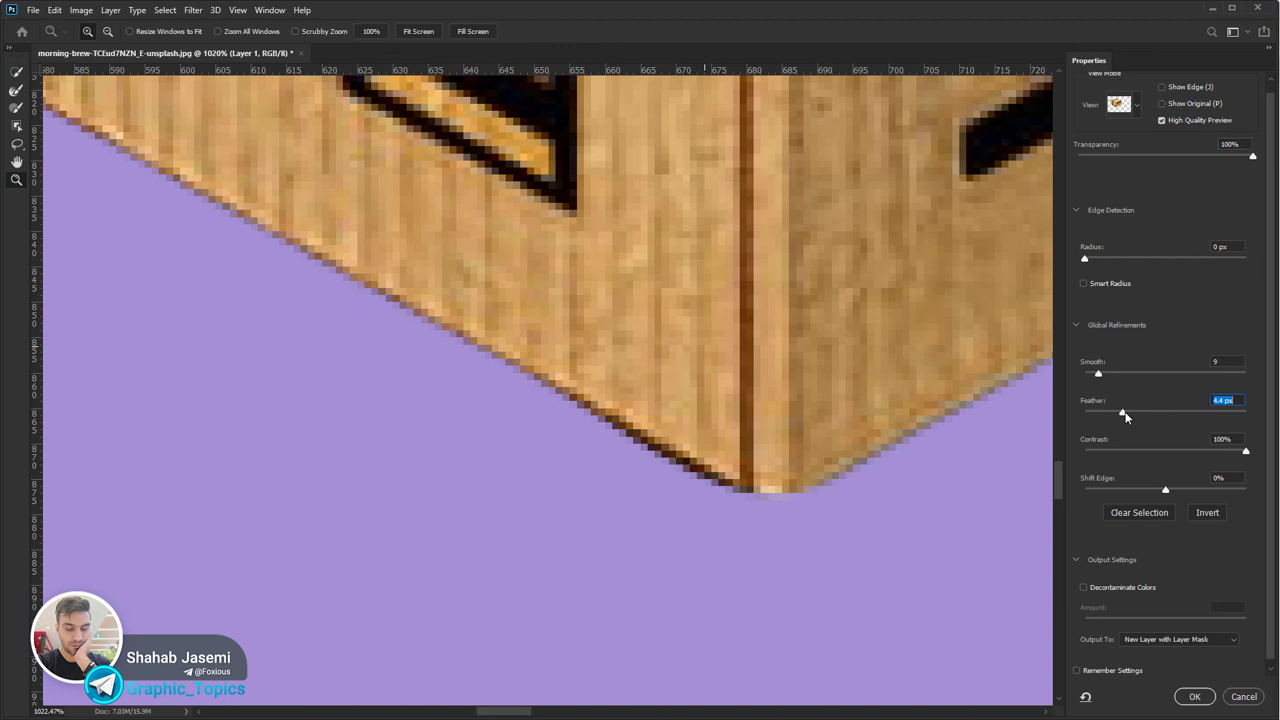 Ps File Edit Image Layer Type Select Filter 3D View Window Help
Resize Windows to Fit Zoom All Windows Scrubby Zoom 100% Fit Screen Fill Screen
morning-brew-TCEud7NZN_E-unsplash.jpg @ 1020% (Layer 1, RGB/8) * ×
580 585 590 595 600 605 610 615 620 625 630 635 640 645 650 655 660 665 670 675 680 685 690 695 700 705 710 715 720
Properties
View Mode
Show Edge (J)
View:
Show Original (P)
High Quality Preview
Transparency: 100%
Edge Detection
Radius: 0 px
Smart Radius
Global Refinements
Smooth: 9
Feather: 4.4 px
Contrast: 100%
Shift Edge: 0%
Clear Selection Invert
Output Settings
Decontaminate Colors
Amount:
Output To: New Layer with Layer Mask
Remember Settings
OK Cancel
Shahab Jasemi
@Foxious
Graphic_Topics
1022.47% Doc: 7.03M/15.9M